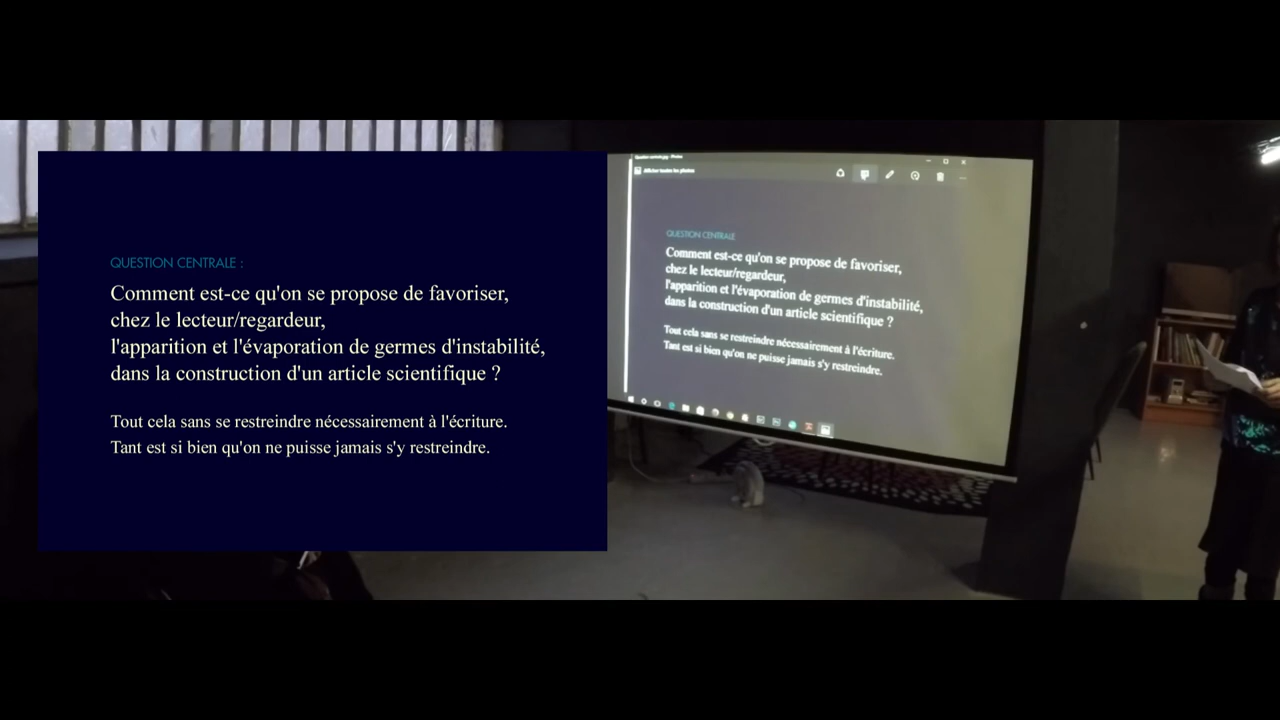 QUESTION CENTRALE :
Comment est-ce qu'on se propose de favoriser,
chez le lecteur/regardeur,
l'apparition et l'évaporation de germes d'instabilité,
dans la construction d'un article scientifique ?
Tout cela sans se restreindre nécessairement à l'écriture.
Tant est si bien qu'on ne puisse jamais s'y restreindre.
Afficher toutes les photos
QUESTION CENTRALE
Comment est-ce qu'on se propose de favoriser,
chez le lecteur/regardeur,
l'apparition et l'évaporation de germes d'instabilité,
dans la construction d'un article scientifique ?
Tout cela sans se restreindre nécessairement à l'écriture.
Tant est si bien qu'on ne puisse jamais s'y restreindre.